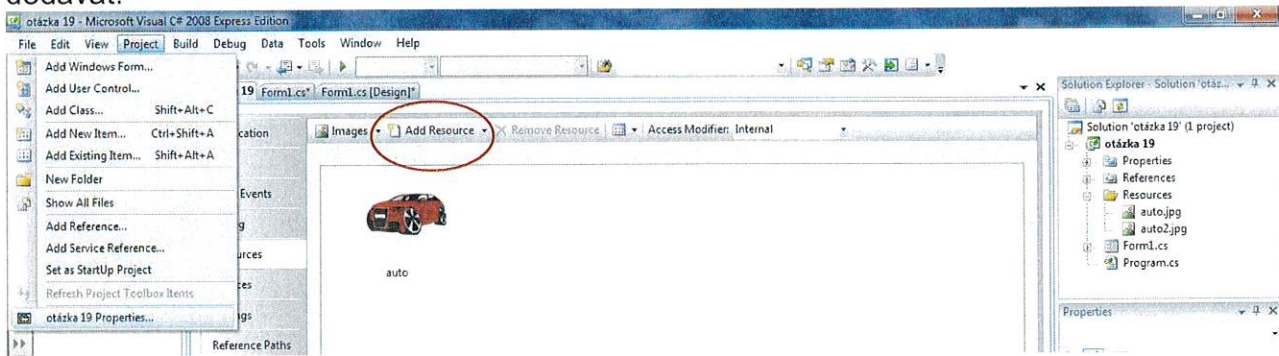 otázka 19 - Microsoft Visual C# 2008 Express Edition
File Edit View Project Build Debug Data Tools Window Help
Add Windows Form...
Add User Control...
Add Class... Shift+Alt+C
Add New Item... Ctrl+Shift+A
Add Existing Item... Shift+Alt+A
New Folder
Show All Files
Add Reference...
Add Service Reference...
Set as StartUp Project
Refresh Project Toolbox Items
otázka 19 Properties...
19 Form1.cs* Form1.cs [Design]*
cation
Events
g
urces
ces
ngs
Reference Paths
Images Add Resource Remove Resource Access Modifier: Internal
auto
Solution Explorer - Solution 'otáz...
Solution 'otázka 19' (1 project)
otázka 19
Properties
References
Resources
auto.jpg
auto2.jpg
Form1.cs
Program.cs
Properties